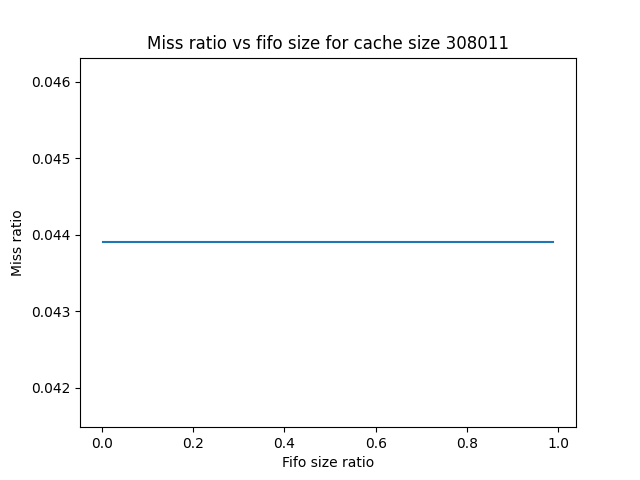 Miss ratio vs fifo size for cache size 308011
0.046
0.045
0.044
0.043
0.042
Miss ratio
0.0 0.2 0.4 0.6 0.8 1.0
Fifo size ratio